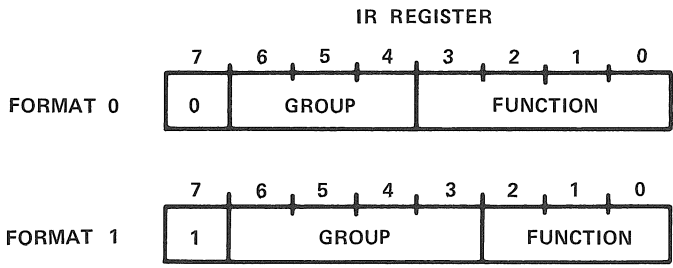 IR REGISTER
7 6 5 4 3 2 1 0
FORMAT 0 0 GROUP FUNCTION
7 6 5 4 3 2 1 0
FORMAT 1 1 GROUP FUNCTION